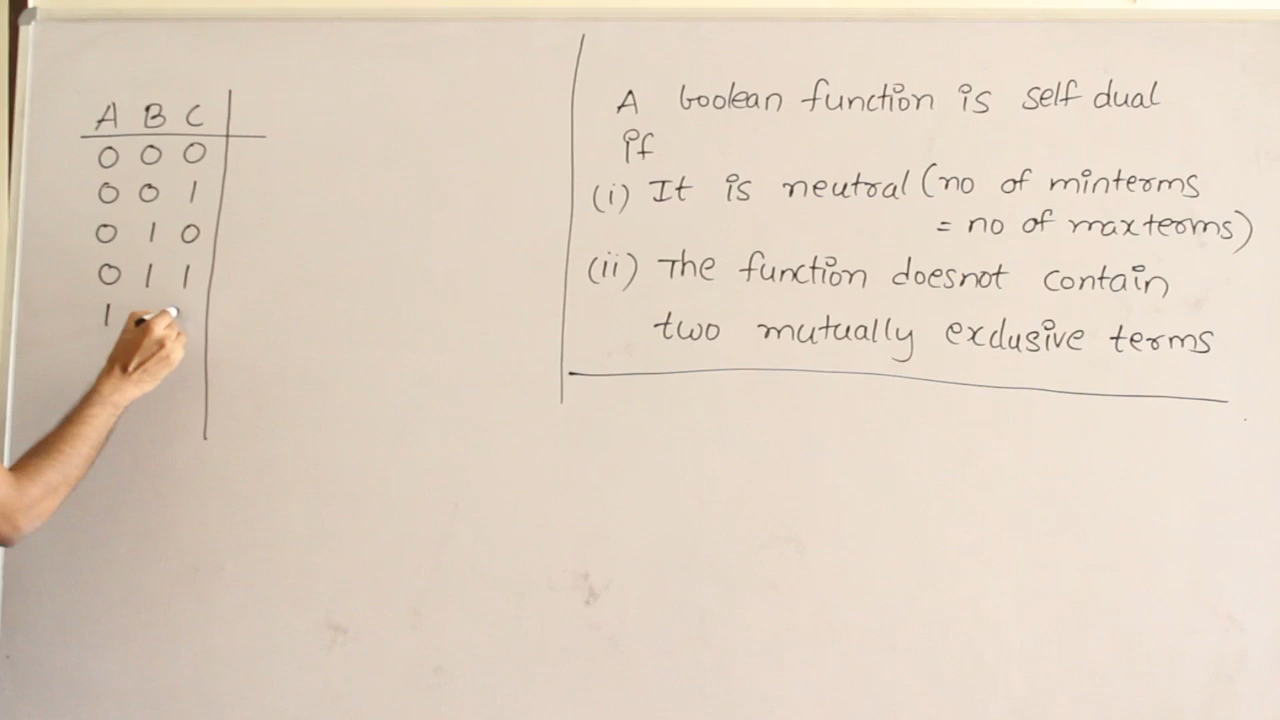 A B C
0 0 0
0 0 1
0 1 0
0 1 1
1
A boolean function is self dual
if
(i) It is neutral (no of minterms
= no of maxterms)
(ii) The function doesnot contain
two mutually exclusive terms